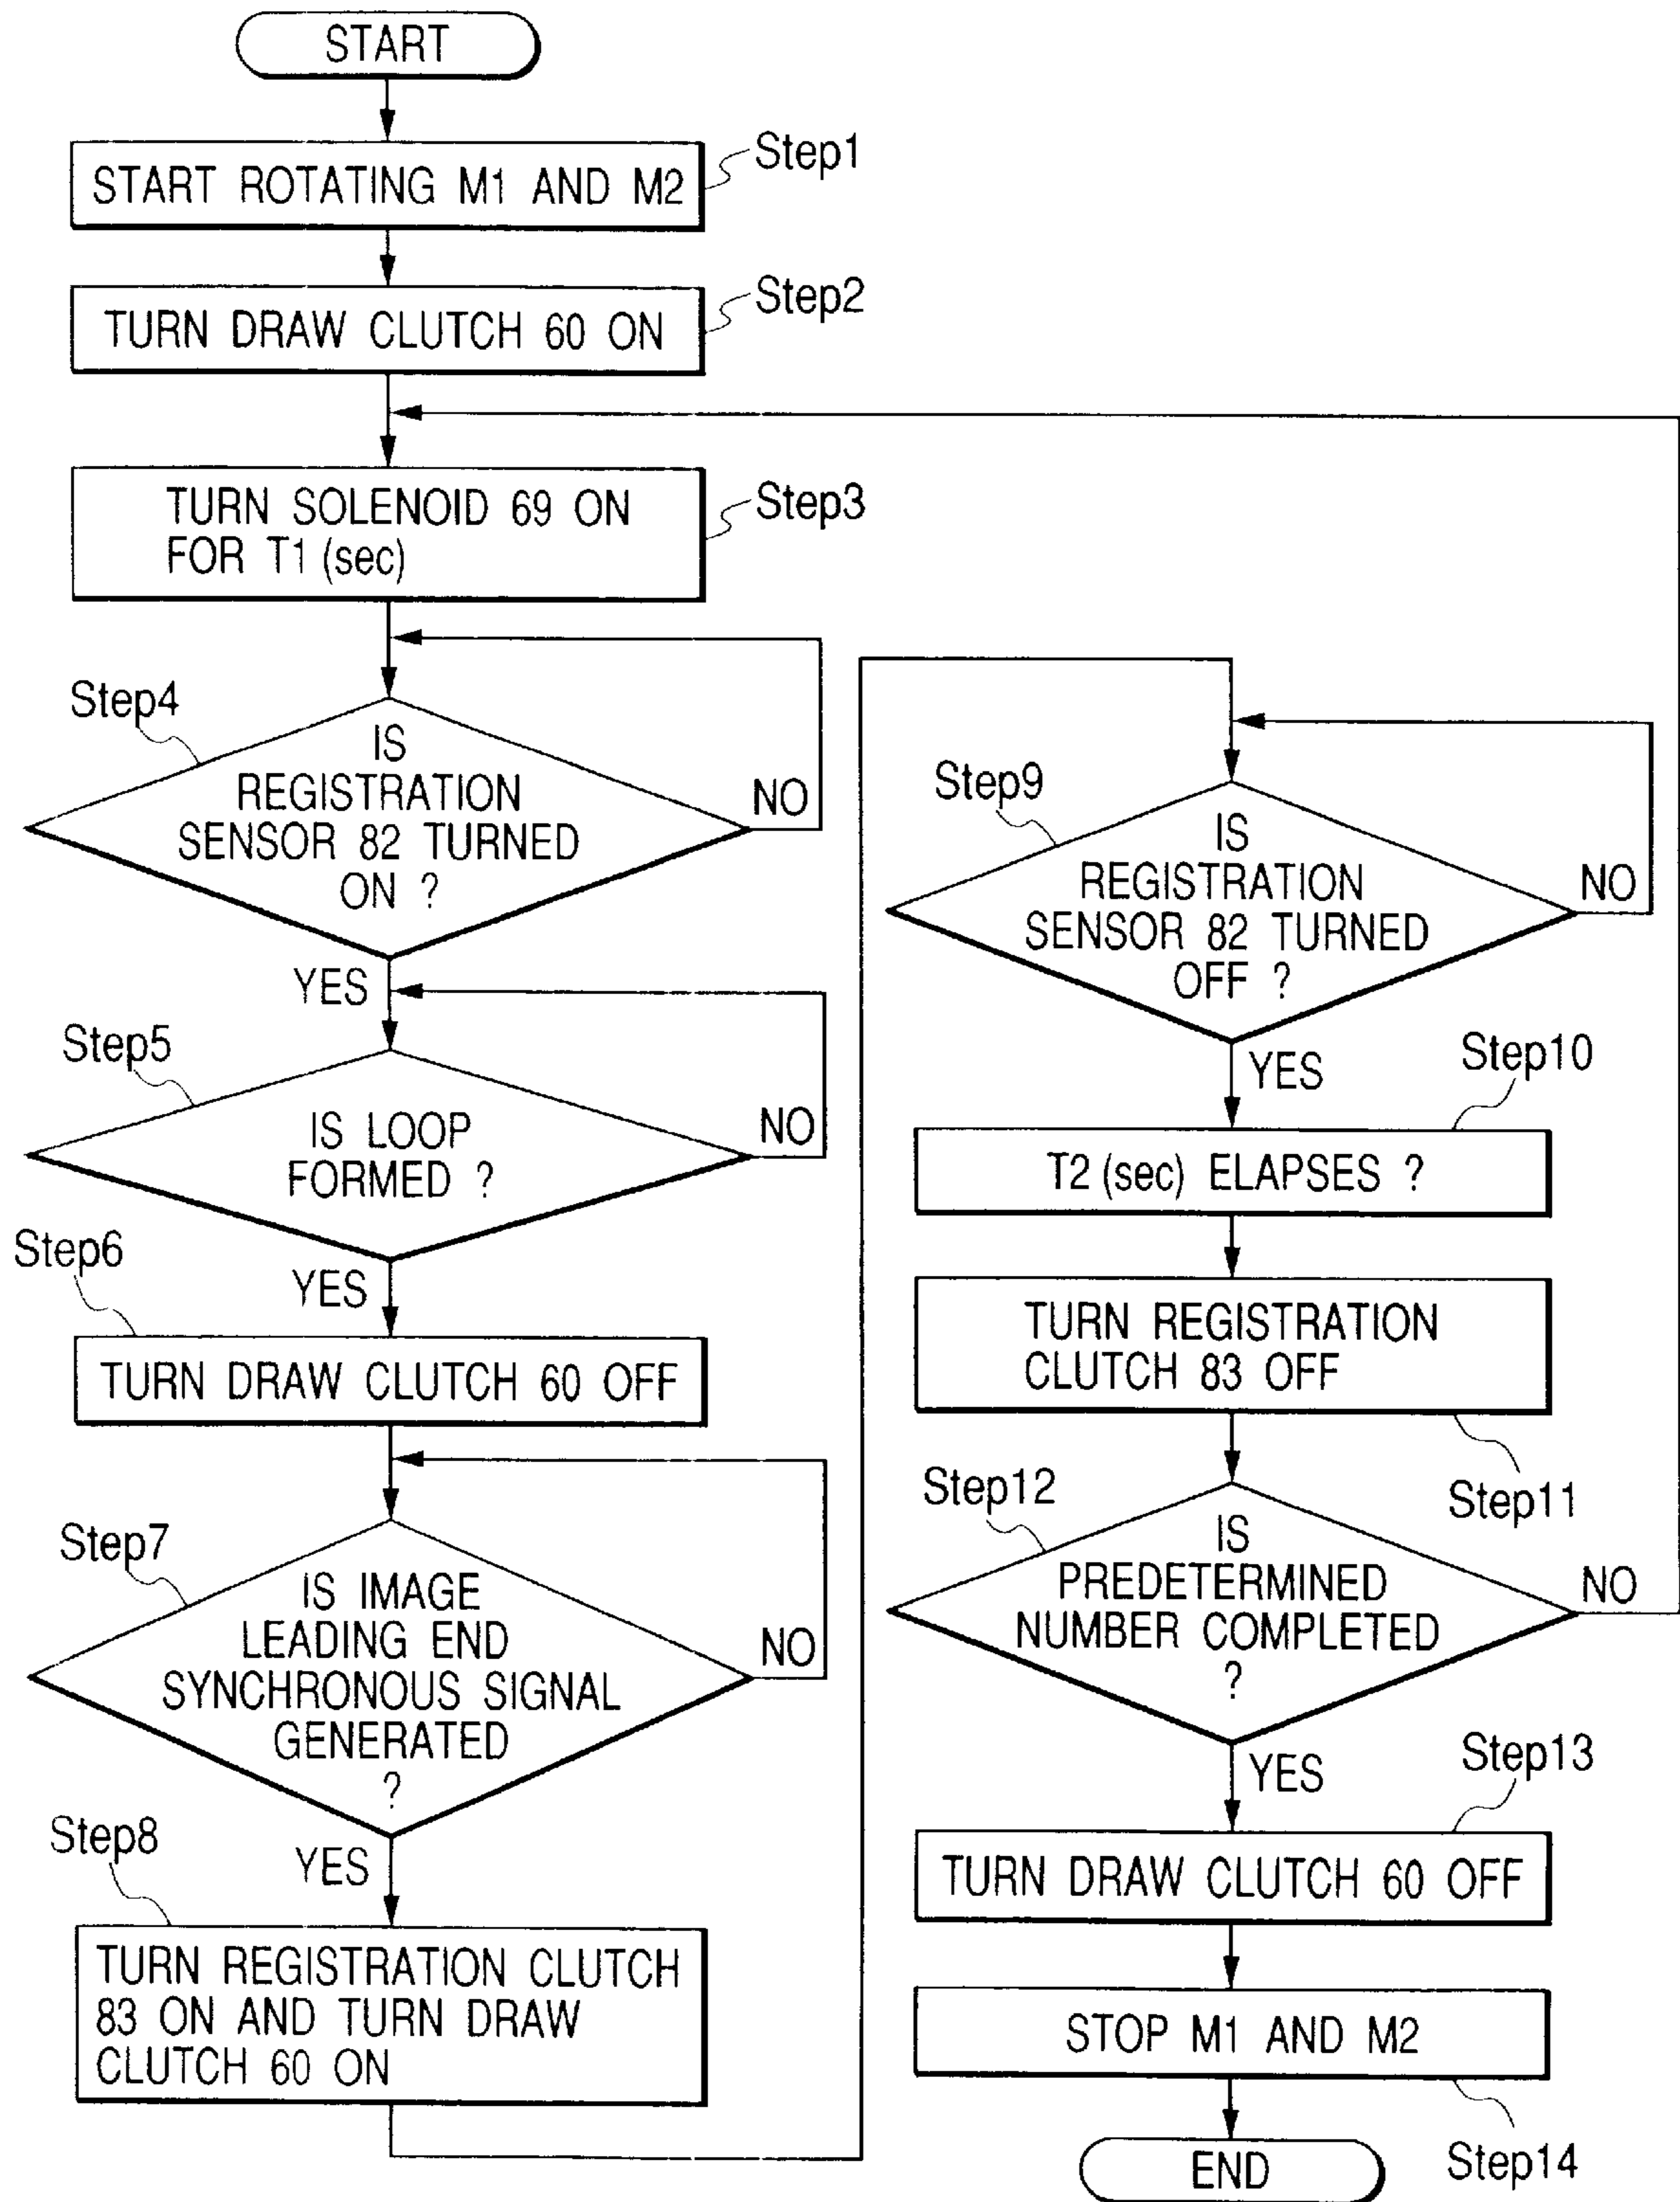 START
Step1
START ROTATING M1 AND M2
Step2
TURN DRAW CLUTCH 60 ON
Step3
TURN SOLENOID 69 ON
FOR T1 (sec)
Step4
IS
REGISTRATION
SENSOR 82 TURNED
ON ?
NO
YES
Step5
IS LOOP
FORMED ?
NO
YES
Step6
TURN DRAW CLUTCH 60 OFF
Step7
IS IMAGE
LEADING END
SYNCHRONOUS SIGNAL
GENERATED
?
NO
YES
Step8
TURN REGISTRATION CLUTCH
83 ON AND TURN DRAW
CLUTCH 60 ON
Step9
IS
REGISTRATION
SENSOR 82 TURNED
OFF ?
NO
YES
Step10
T2 (sec) ELAPSES ?
TURN REGISTRATION
CLUTCH 83 OFF
Step11
Step12
IS
PREDETERMINED
NUMBER COMPLETED
?
NO
YES
Step13
TURN DRAW CLUTCH 60 OFF
STOP M1 AND M2
Step14
END